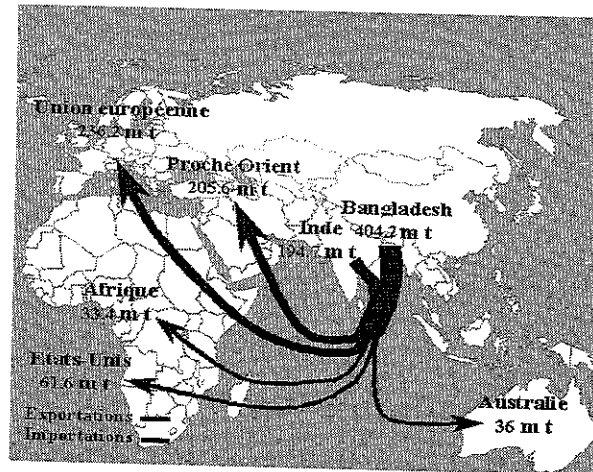 Union européenne
236.2 m t
Proche Orient
205.6 m t
Bangladesh
Inde 404.2 m t
194.7 m t
Afrique
33.4 m t
Etats-Unis
61.6 m t
Exportations
Importations
Australie
36 m t